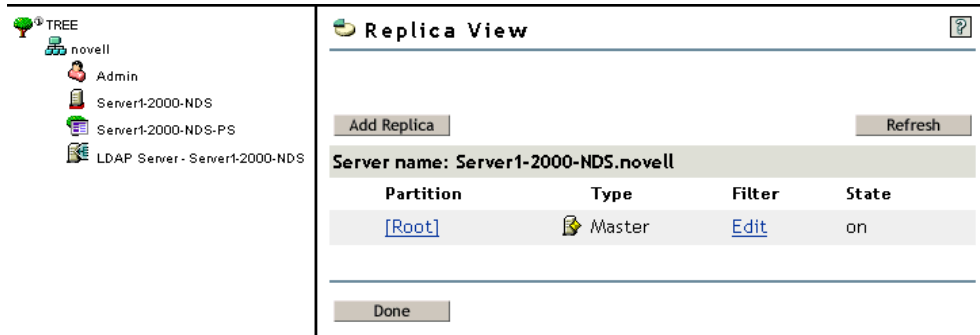 TREE
novell
Admin
Server1-2000-NDS
Server1-2000-NDS-PS
LDAP Server - Server1-2000-NDS
Replica View
?
Add Replica
Refresh
Server name: Server1-2000-NDS.novell
Partition Type Filter State
[Root] Master Edit on
Done